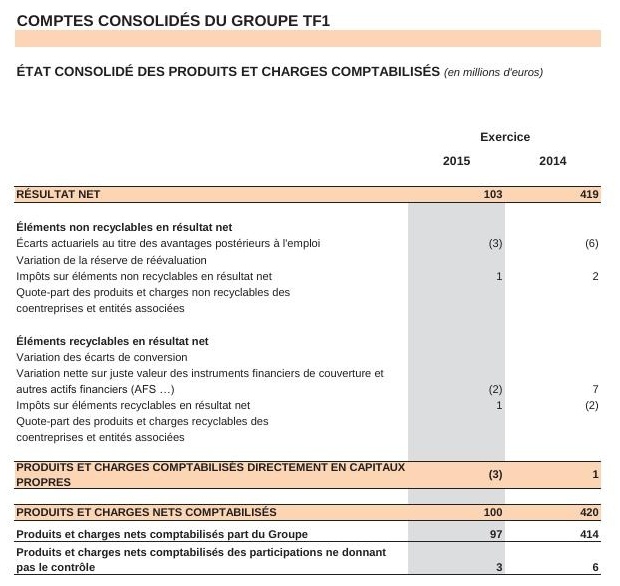 COMPTES CONSOLIDÉS DU GROUPE TF1
ÉTAT CONSOLIDÉ DES PRODUITS ET CHARGES COMPTABILISÉS (en millions d'euros)
Exercice
2015 2014
RÉSULTAT NET 103 419
Éléments non recyclables en résultat net
Écarts actuariels au titre des avantages postérieurs à l'emploi (3) (6)
Variation de la réserve de réévaluation
Impôts sur éléments non recyclables en résultat net 1 2
Quote-part des produits et charges non recyclables des
coentreprises et entités associées
Éléments recyclables en résultat net
Variation des écarts de conversion
Variation nette sur juste valeur des instruments financiers de couverture et
autres actifs financiers (AFS …) (2) 7
Impôts sur éléments recyclables en résultat net 1 (2)
Quote-part des produits et charges recyclables des
coentreprises et entités associées
PRODUITS ET CHARGES COMPTABILISÉS DIRECTEMENT EN CAPITAUX
PROPRES (3) 1
PRODUITS ET CHARGES NETS COMPTABILISÉS 100 420
Produits et charges nets comptabilisés part du Groupe 97 414
Produits et charges nets comptabilisés des participations ne donnant
pas le contrôle 3 6